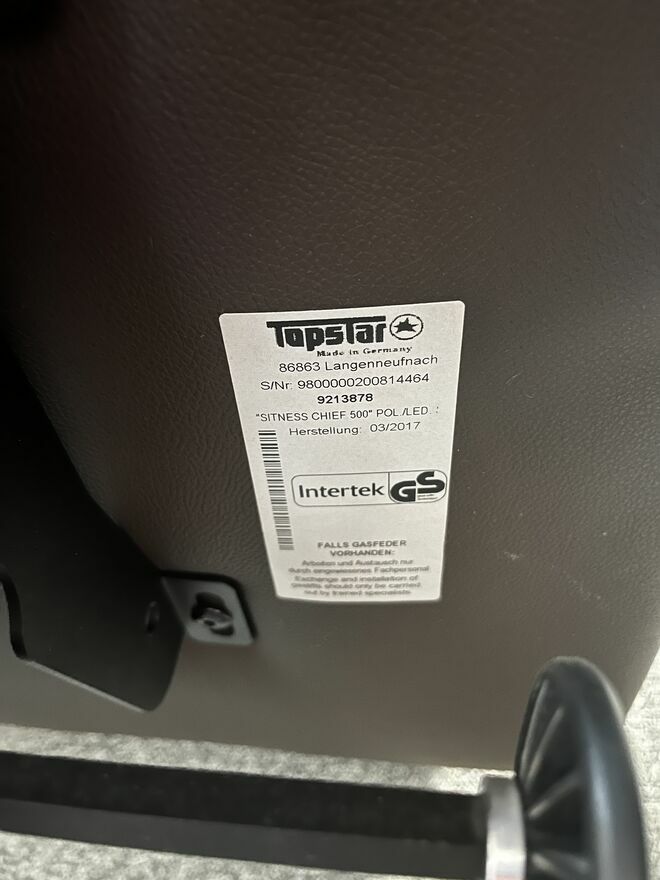 Topstar
Made in Germany
86863 Langenneufnach
S/Nr: 9800000200814464
9213878
"SITNESS CHIEF 500" POL./LED.
Herstellung: 03/2017
Intertek GS
FALLS GASFEDER
VORHANDEN:
Arbeiten und Austausch nur
durch eingewiesenes Fachpersonal
Exchange and installation of
gaslifts should only be carried
out by trained specialists